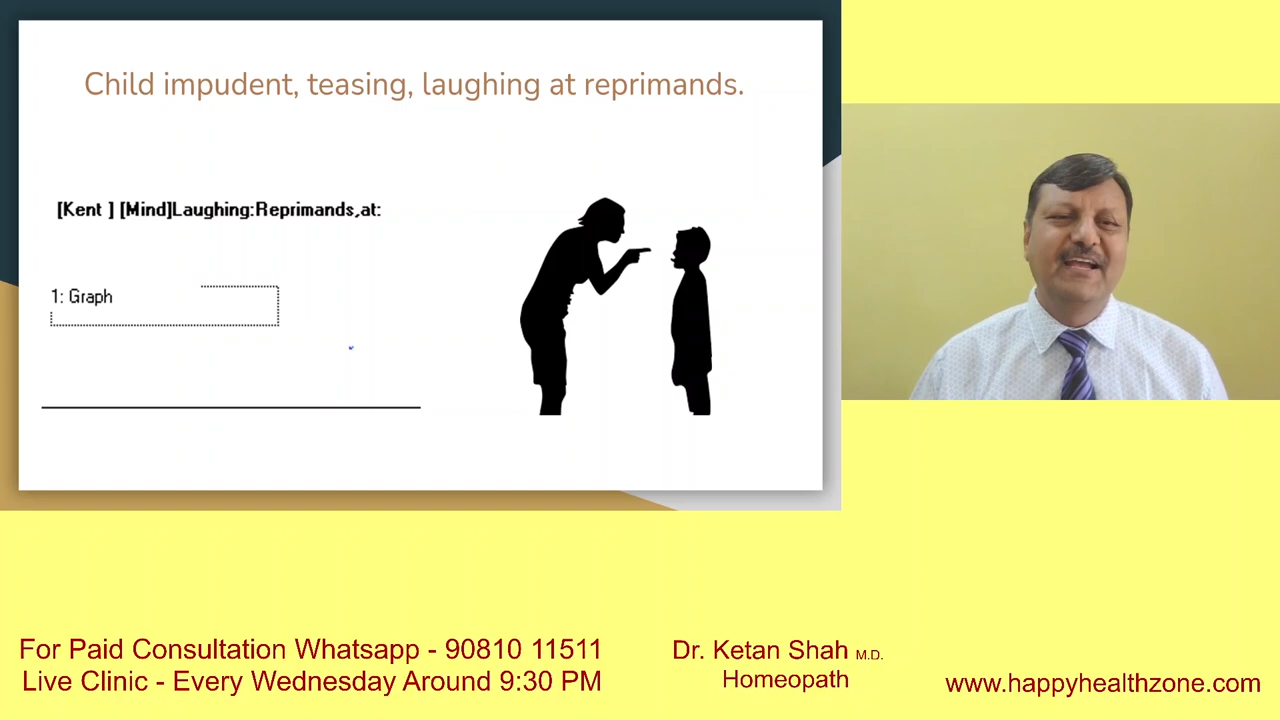 Child impudent, teasing, laughing at reprimands.
[Kent ] [Mind]Laughing:Reprimands,at:
1: Graph
For Paid Consultation Whatsapp - 90810 11511
Live Clinic - Every Wednesday Around 9:30 PM
Dr. Ketan Shah M.D.
Homeopath
www.happyhealthzone.com